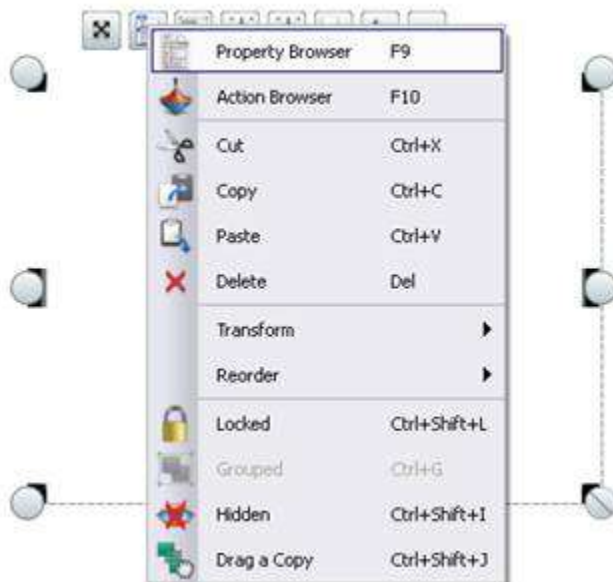 Property Browser F9
Action Browser F10
Cut Ctrl+X
Copy Ctrl+C
Paste Ctrl+V
Delete Del
Transform
Reorder
Locked Ctrl+Shift+L
Grouped Ctrl+G
Hidden Ctrl+Shift+I
Drag a Copy Ctrl+Shift+J